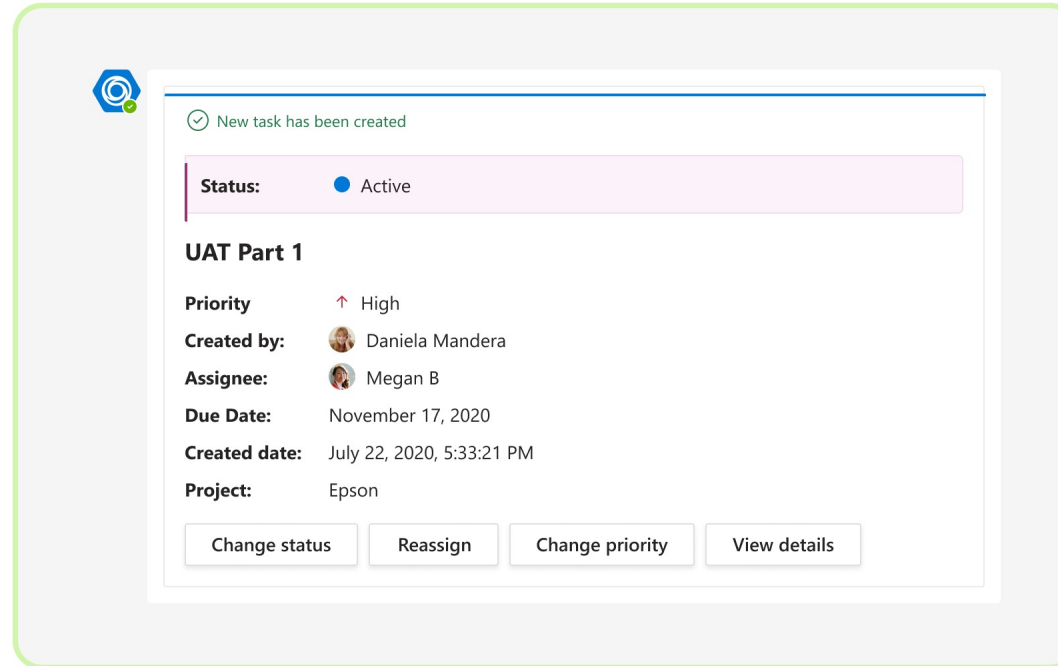 New task has been created
Status: Active
UAT Part 1
Priority High
Created by: Daniela Mandera
Assignee: Megan B
Due Date: November 17, 2020
Created date: July 22, 2020, 5:33:21 PM
Project: Epson
Change status Reassign Change priority View details